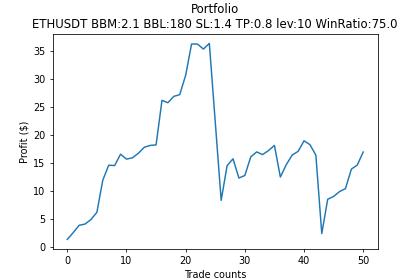 Portfolio
ETHUSDT BBM:2.1 BBL:180 SL:1.4 TP:0.8 lev:10 WinRatio:75.0
35
30
25
20
15
10
5
0
Profit ($)
0 10 20 30 40 50
Trade counts